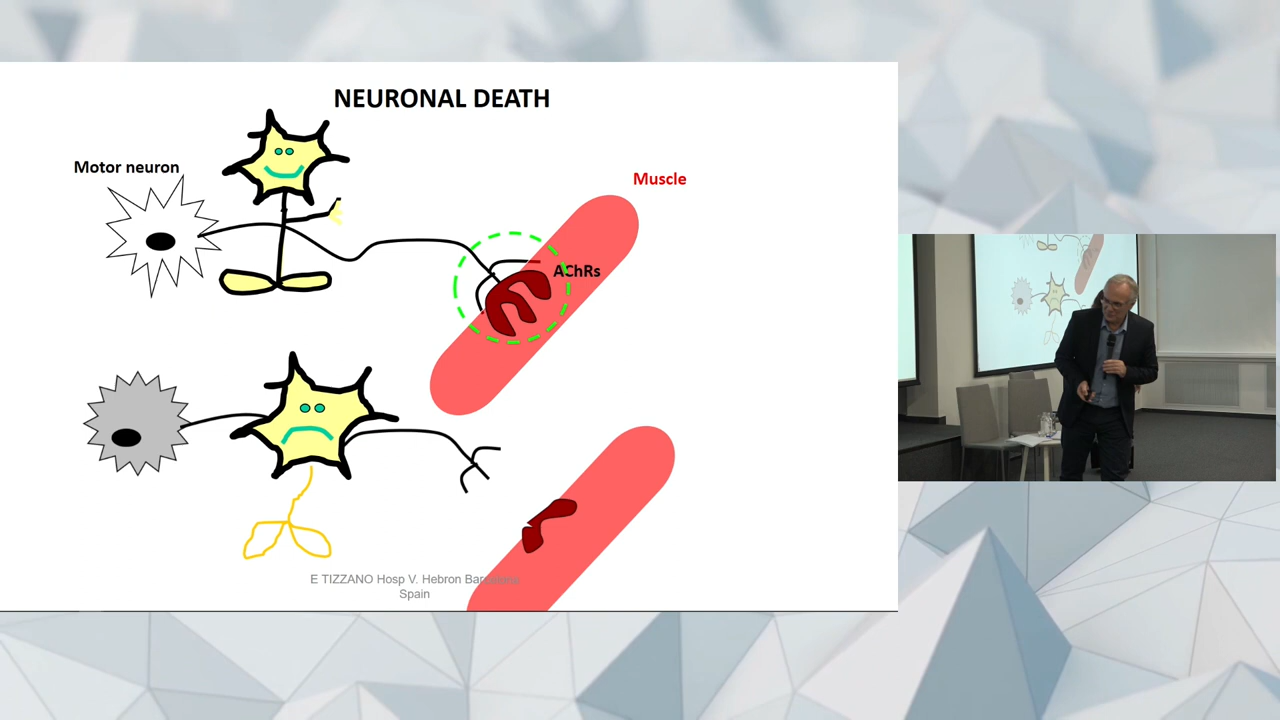 NEURONAL DEATH
Motor neuron
Muscle
AChRs
E TIZZANO Hosp V. Hebron Barcelona
Spain